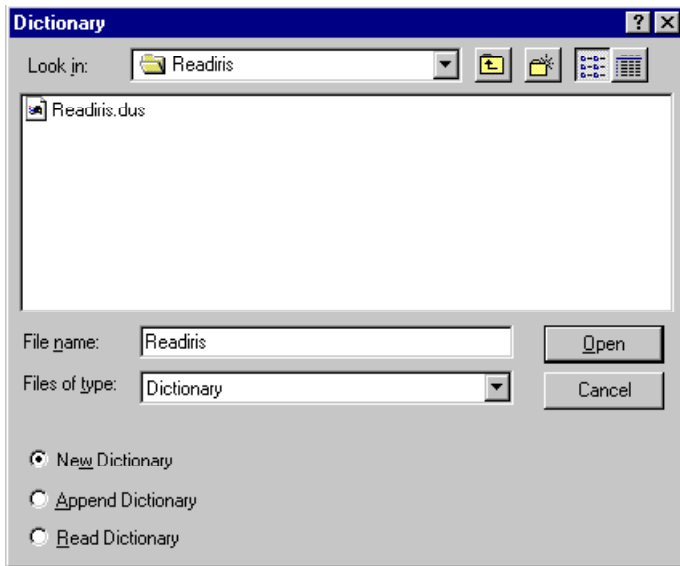 Dictionary
Look in: Readiris
Readiris.dus
File name: Readiris Open
Files of type: Dictionary Cancel
New Dictionary
Append Dictionary
Read Dictionary